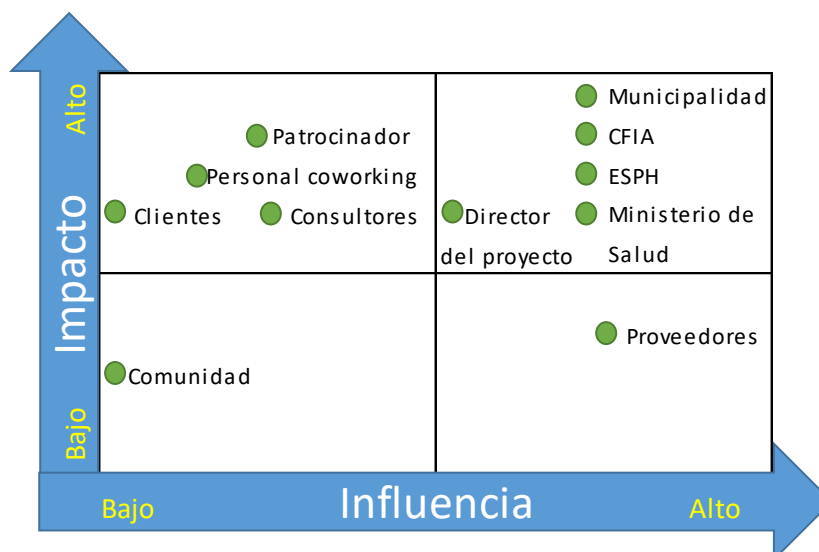 Alto
Impacto
Bajo
Municipalidad
Patrocinador
CFIA
Personal coworking
ESPH
Clientes
Consultores
Director
del proyecto
Ministerio de
Salud
Proveedores
Comunidad
Bajo
Influencia
Alto